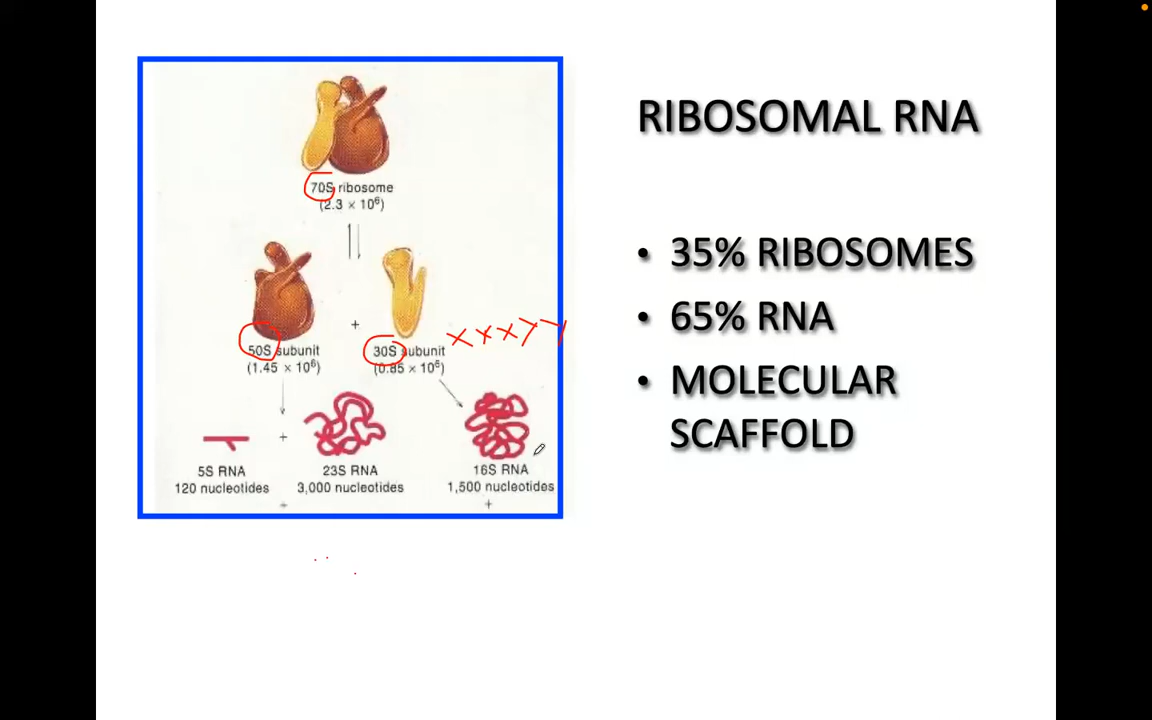 RIBOSOMAL RNA
70S ribosome
(2.3 × 10⁶)
+
50S subunit
30S subunit
XXXYY
(1.45 × 10⁶)
(0.85 × 10⁶)
+
5S RNA
23S RNA
16S RNA
120 nucleotides
3,000 nucleotides
1,500 nucleotides
+
+
• 35% RIBOSOMES
• 65% RNA
• MOLECULAR
SCAFFOLD